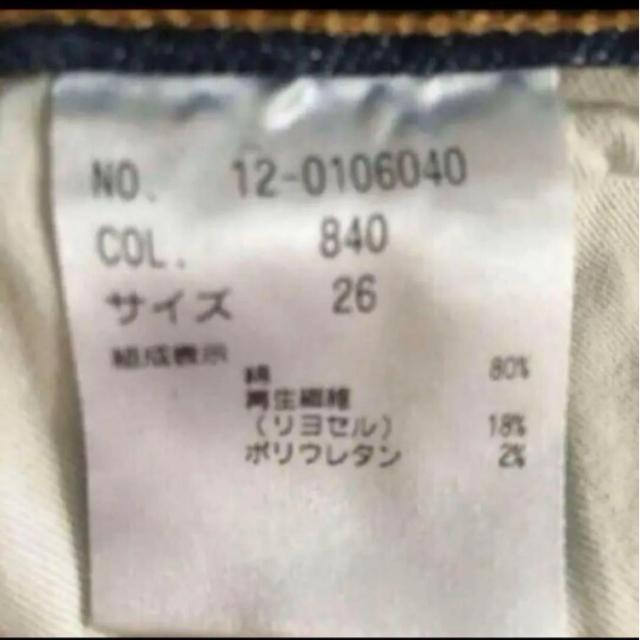 NO. 12-0106040
COL. 840
サイズ 26
組成表示
綿 80%
再生繊維
(リヨセル) 18%
ポリウレタン 2%